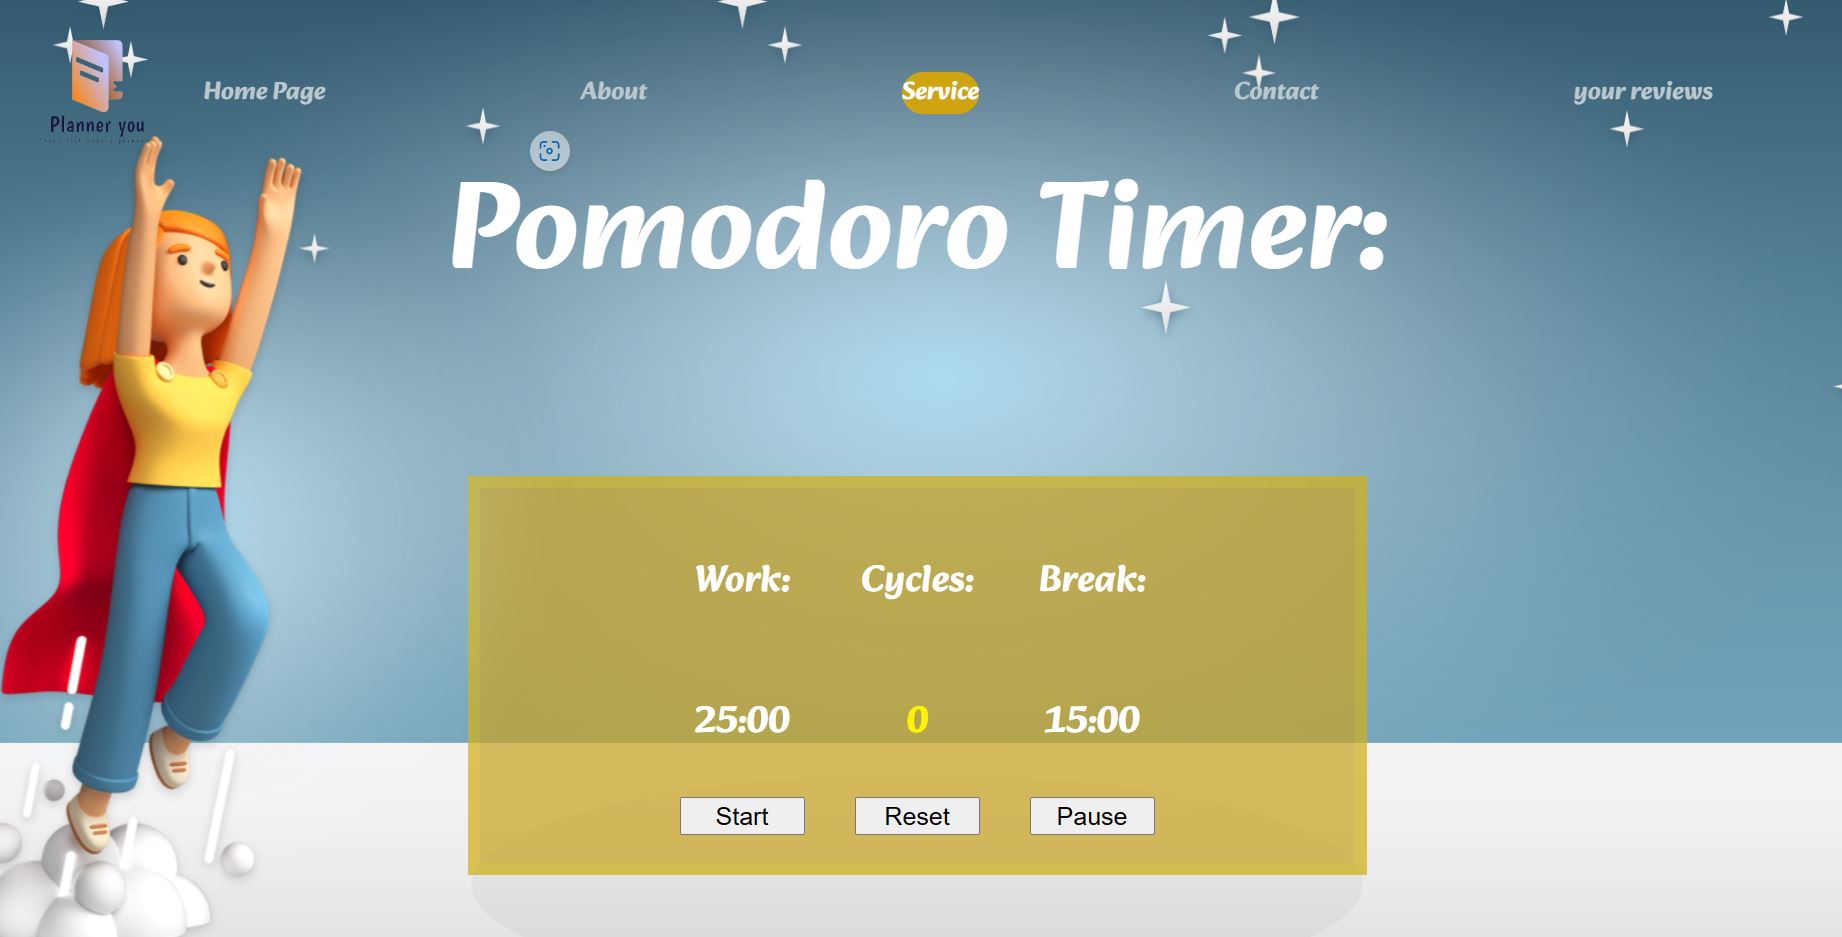 Planner you
Home Page
About
Service
Contact
your reviews
Pomodoro Timer:
Work:
Cycles:
Break:
25:00
0
15:00
Start
Reset
Pause